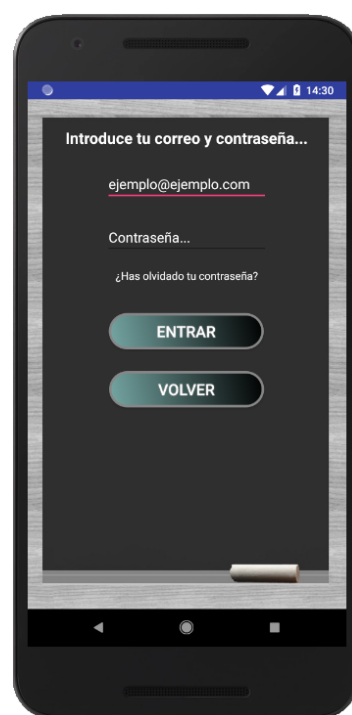 14:30
Introduce tu correo y contraseña...
ejemplo@ejemplo.com
Contraseña...
¿Has olvidado tu contraseña?
ENTRAR
VOLVER